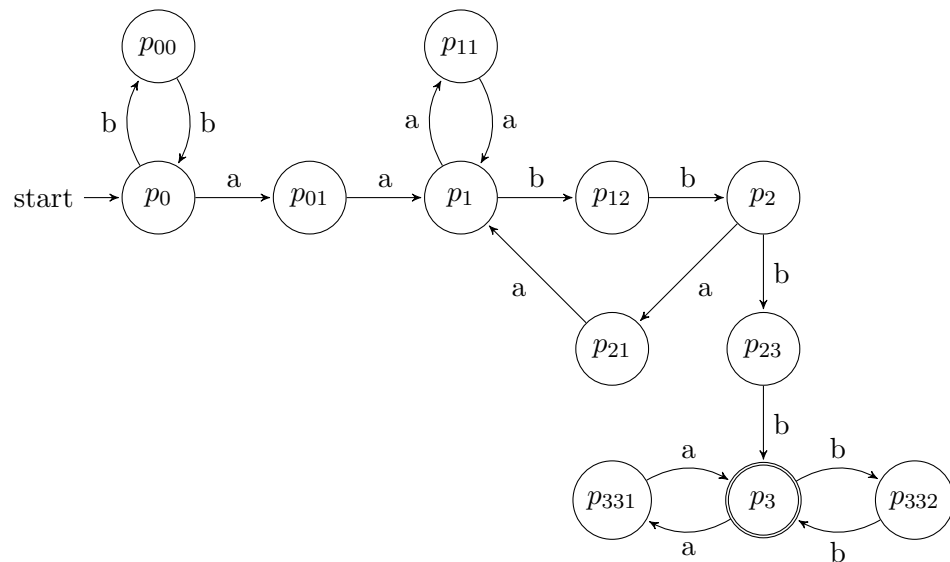 p00 p11
b b a a
start p0 a p01 a p1 b p12 b p2
a a b
p21 p23
b
a b
p331 p3 p332
a b